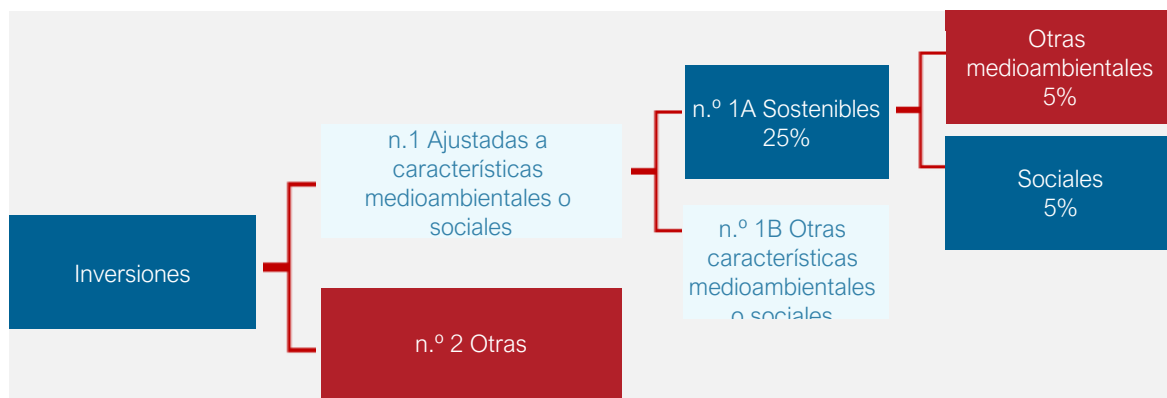 Inversiones
n.1 Ajustadas a
características
medioambientales o
sociales
n.º 2 Otras
n.º 1A Sostenibles
25%
n.º 1B Otras
características
medioambientales
o sociales
Otras
medioambientales
5%
Sociales
5%